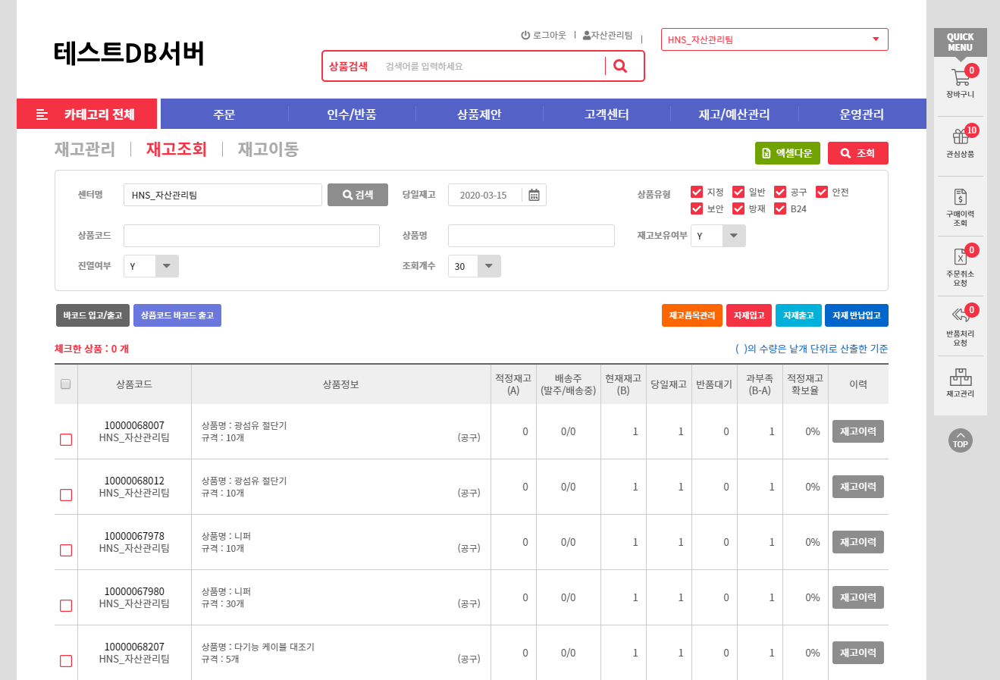 테스트DB서버
로그아웃
자산관리팀
HNS_자산관리팀
상품검색 검색어를 입력하세요
카테고리 전체 주문 인수/반품 상품제안 고객센터 재고/예산관리 운영관리
재고관리 재고조회 재고이동
엑셀다운 조회
센터명 HNS_자산관리팀 검색 당일재고 2020-03-15 상품유형 지정 일반 공구 안전
보안 방재 B24
상품코드 상품명 재고보유여부 Y
진열여부 Y 조회개수 30
바코드 입고/출고 상품코드 바코드 출고 재고품목관리 자재입고 자재출고 자재 반납입고
체크한 상품 : 0 개 ( )의 수량은 낱개 단위로 산출한 기준
상품코드 상품정보 적정재고 배송주 현재재고 당일재고 반품대기 과부족 적정재고 이력
(A) (발주/배송중) (B) (B-A) 확보율
10000068007 상품명 : 광섬유 절단기
HNS_자산관리팀 규격 : 10개 (공구) 0 0/0 1 1 0 1 0% 재고이력
10000068012 상품명 : 광섬유 절단기
HNS_자산관리팀 규격 : 10개 (공구) 0 0/0 1 1 0 1 0% 재고이력
10000067978 상품명 : 니퍼
HNS_자산관리팀 규격 : 10개 (공구) 0 0/0 1 1 0 1 0% 재고이력
10000067980 상품명 : 니퍼
HNS_자산관리팀 규격 : 30개 (공구) 0 0/0 1 1 0 1 0% 재고이력
10000068207 상품명 : 다기능 케이블 대조기
HNS_자산관리팀 규격 : 5개 (공구) 0 0/0 1 1 0 1 0% 재고이력
QUICK
MENU
0
장바구니
10
관심상품
$
구매이력
조회
0
X
주문취소
요청
0
반품처리
요청
재고관리
TOP